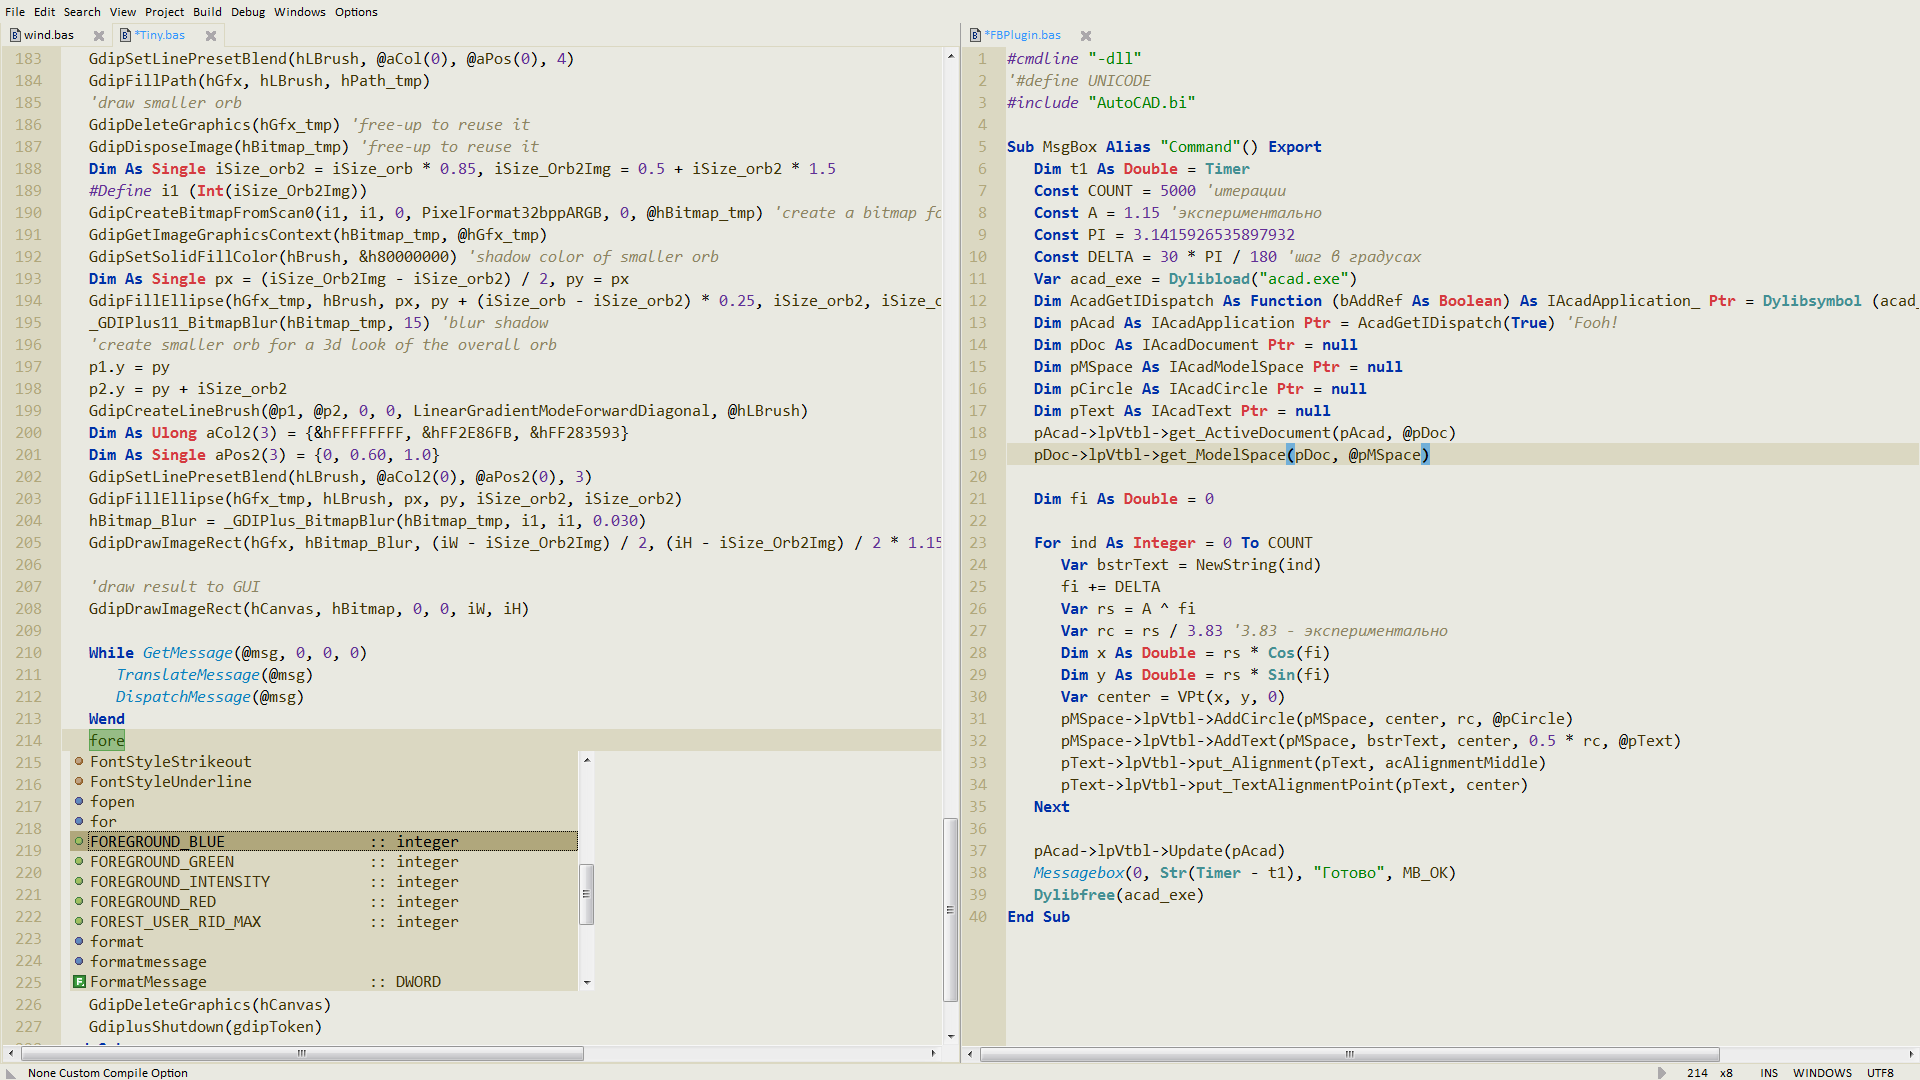 File Edit Search View Project Build Debug Windows Options
wind.bas *Tiny.bas
183 GdipSetLinePresetBlend(hLBrush, @aCol(0), @aPos(0), 4)
184 GdipFillPath(hGfx, hLBrush, hPath_tmp)
185 'draw smaller orb
186 GdipDeleteGraphics(hGfx_tmp) 'free-up to reuse it
187 GdipDisposeImage(hBitmap_tmp) 'free-up to reuse it
188 Dim As Single iSize_orb2 = iSize_orb * 0.85, iSize_Orb2Img = 0.5 + iSize_orb2 * 1.5
189 #Define i1 (Int(iSize_Orb2Img))
190 GdipCreateBitmapFromScan0(i1, i1, 0, PixelFormat32bppARGB, 0, @hBitmap_tmp) 'create a bitmap fo
191 GdipGetImageGraphicsContext(hBitmap_tmp, @hGfx_tmp)
192 GdipSetSolidFillColor(hBrush, &h80000000) 'shadow color of smaller orb
193 Dim As Single px = (iSize_Orb2Img - iSize_orb2) / 2, py = px
194 GdipFillEllipse(hGfx_tmp, hBrush, px, py + (iSize_orb - iSize_orb2) * 0.25, iSize_orb2, iSize_o
195 _GDIPlus11_BitmapBlur(hBitmap_tmp, 15) 'blur shadow
196 'create smaller orb for a 3d look of the overall orb
197 p1.y = py
198 p2.y = py + iSize_orb2
199 GdipCreateLineBrush(@p1, @p2, 0, 0, LinearGradientModeForwardDiagonal, @hLBrush)
200 Dim As Ulong aCol2(3) = {&hFFFFFFFF, &hFF2E86FB, &hFF283593}
201 Dim As Single aPos2(3) = {0, 0.60, 1.0}
202 GdipSetLinePresetBlend(hLBrush, @aCol2(0), @aPos2(0), 3)
203 GdipFillEllipse(hGfx_tmp, hLBrush, px, py, iSize_orb2, iSize_orb2)
204 hBitmap_Blur = _GDIPlus_BitmapBlur(hBitmap_tmp, i1, i1, 0.030)
205 GdipDrawImageRect(hGfx, hBitmap_Blur, (iW - iSize_Orb2Img) / 2, (iH - iSize_Orb2Img) / 2 * 1.15
206
207 'draw result to GUI
208 GdipDrawImageRect(hCanvas, hBitmap, 0, 0, iW, iH)
209
210 While GetMessage(@msg, 0, 0, 0)
211 TranslateMessage(@msg)
212 DispatchMessage(@msg)
213 Wend
214 fore
215 FontStyleStrikeout
216 FontStyleUnderline
217 fopen
218 for
219 FOREGROUND_BLUE :: integer
220 FOREGROUND_GREEN :: integer
221 FOREGROUND_INTENSITY :: integer
222 FOREGROUND_RED :: integer
FOREST_USER_RID_MAX :: integer
223 format
224 formatmessage
225 FormatMessage :: DWORD
226 GdipDeleteGraphics(hCanvas)
227 GdiplusShutdown(gdipToken)
*FBPlugin.bas
1 #cmdline "-dll"
2 '#define UNICODE
3 #include "AutoCAD.bi"
4
5 Sub MsgBox Alias "Command"() Export
6 Dim t1 As Double = Timer
7 Const COUNT = 5000 'итерации
8 Const A = 1.15 'экспериментально
9 Const PI = 3.1415926535897932
10 Const DELTA = 30 * PI / 180 'шаг в градусах
11 Var acad_exe = Dylibload("acad.exe")
12 Dim AcadGetIDispatch As Function (bAddRef As Boolean) As IAcadApplication_ Ptr = Dylibsymbol (acad_
13 Dim pAcad As IAcadApplication Ptr = AcadGetIDispatch(True) 'Fooh!
14 Dim pDoc As IAcadDocument Ptr = null
15 Dim pMSpace As IAcadModelSpace Ptr = null
16 Dim pCircle As IAcadCircle Ptr = null
17 Dim pText As IAcadText Ptr = null
18 pAcad->lpVtbl->get_ActiveDocument(pAcad, @pDoc)
19 pDoc->lpVtbl->get_ModelSpace(pDoc, @pMSpace)
20
21 Dim fi As Double = 0
22
23 For ind As Integer = 0 To COUNT
24 Var bstrText = NewString(ind)
25 fi += DELTA
26 Var rs = A ^ fi
27 Var rc = rs / 3.83 '3.83 - экспериментально
28 Dim x As Double = rs * Cos(fi)
29 Dim y As Double = rs * Sin(fi)
30 Var center = VPt(x, y, 0)
31 pMSpace->lpVtbl->AddCircle(pMSpace, center, rc, @pCircle)
32 pMSpace->lpVtbl->AddText(pMSpace, bstrText, center, 0.5 * rc, @pText)
33 pText->lpVtbl->put_Alignment(pText, acAlignmentMiddle)
34 pText->lpVtbl->put_TextAlignmentPoint(pText, center)
35 Next
36
37 pAcad->lpVtbl->Update(pAcad)
38 Messagebox(0, Str(Timer - t1), "Готово", MB_OK)
39 Dylibfree(acad_exe)
40 End Sub
None Custom Compile Option 214 x8 INS WINDOWS UTF8